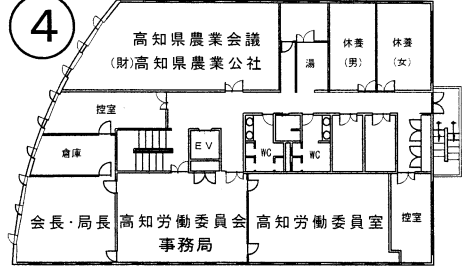 4
高知県農業会議
(財)高知県農業公社
湯
休養
(男)
休養
(女)
控室
倉庫
EV
WC
WC
会長・局長
高知労働委員会
事務局
高知労働委員室
控室